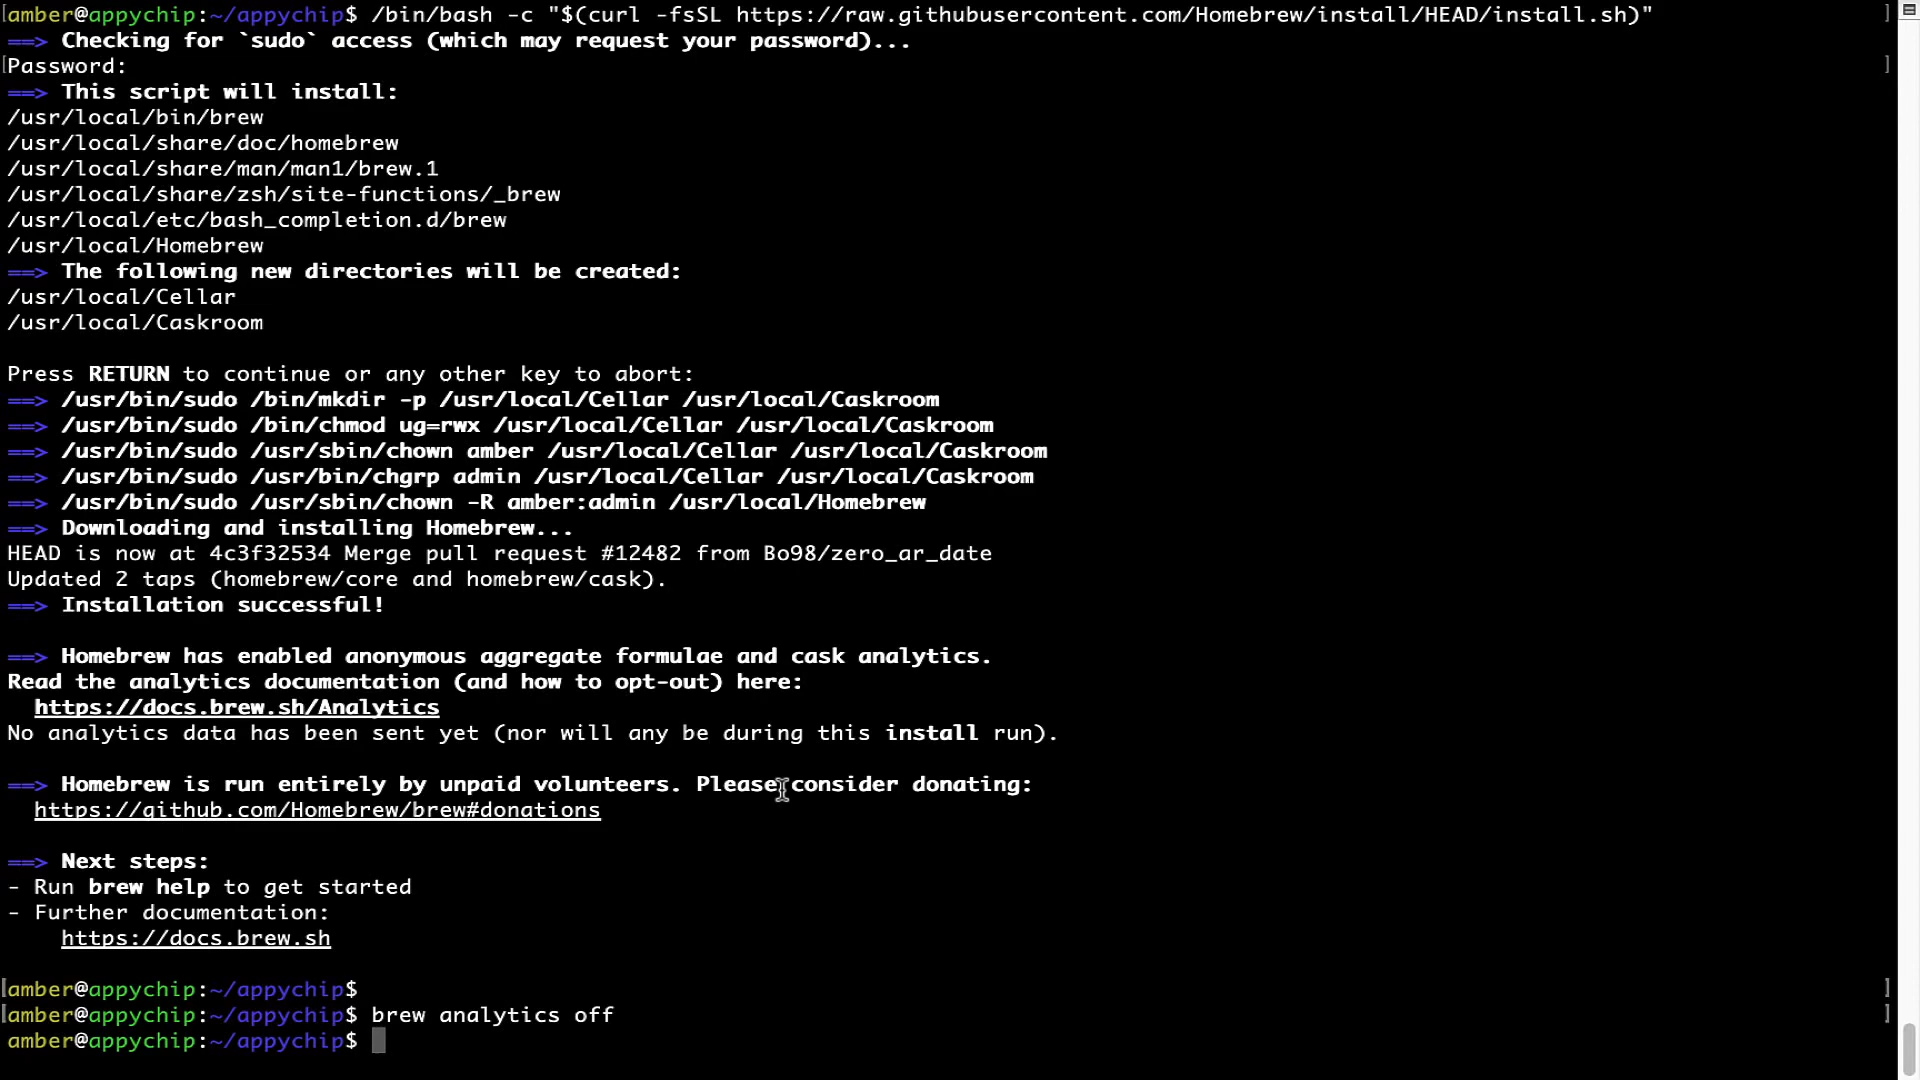 [amber@appychip:~/appychip$ /bin/bash -c "$(curl -fsSL https://raw.githubusercontent.com/Homebrew/install/HEAD/install.sh)" ]
==> Checking for `sudo` access (which may request your password)...
[Password: ]
==> This script will install:
/usr/local/bin/brew
/usr/local/share/doc/homebrew
/usr/local/share/man/man1/brew.1
/usr/local/share/zsh/site-functions/_brew
/usr/local/etc/bash_completion.d/brew
/usr/local/Homebrew
==> The following new directories will be created:
/usr/local/Cellar
/usr/local/Caskroom

Press RETURN to continue or any other key to abort:
==> /usr/bin/sudo /bin/mkdir -p /usr/local/Cellar /usr/local/Caskroom
==> /usr/bin/sudo /bin/chmod ug=rwx /usr/local/Cellar /usr/local/Caskroom
==> /usr/bin/sudo /usr/sbin/chown amber /usr/local/Cellar /usr/local/Caskroom
==> /usr/bin/sudo /usr/bin/chgrp admin /usr/local/Cellar /usr/local/Caskroom
==> /usr/bin/sudo /usr/sbin/chown -R amber:admin /usr/local/Homebrew
==> Downloading and installing Homebrew...
HEAD is now at 4c3f32534 Merge pull request #12482 from Bo98/zero_ar_date
Updated 2 taps (homebrew/core and homebrew/cask).
==> Installation successful!

==> Homebrew has enabled anonymous aggregate formulae and cask analytics.
Read the analytics documentation (and how to opt-out) here:
  https://docs.brew.sh/Analytics
No analytics data has been sent yet (nor will any be during this install run).

==> Homebrew is run entirely by unpaid volunteers. Please consider donating:
  https://github.com/Homebrew/brew#donations

==> Next steps:
- Run brew help to get started
- Further documentation:
    https://docs.brew.sh

[amber@appychip:~/appychip$ ]
[amber@appychip:~/appychip$ brew analytics off ]
amber@appychip:~/appychip$